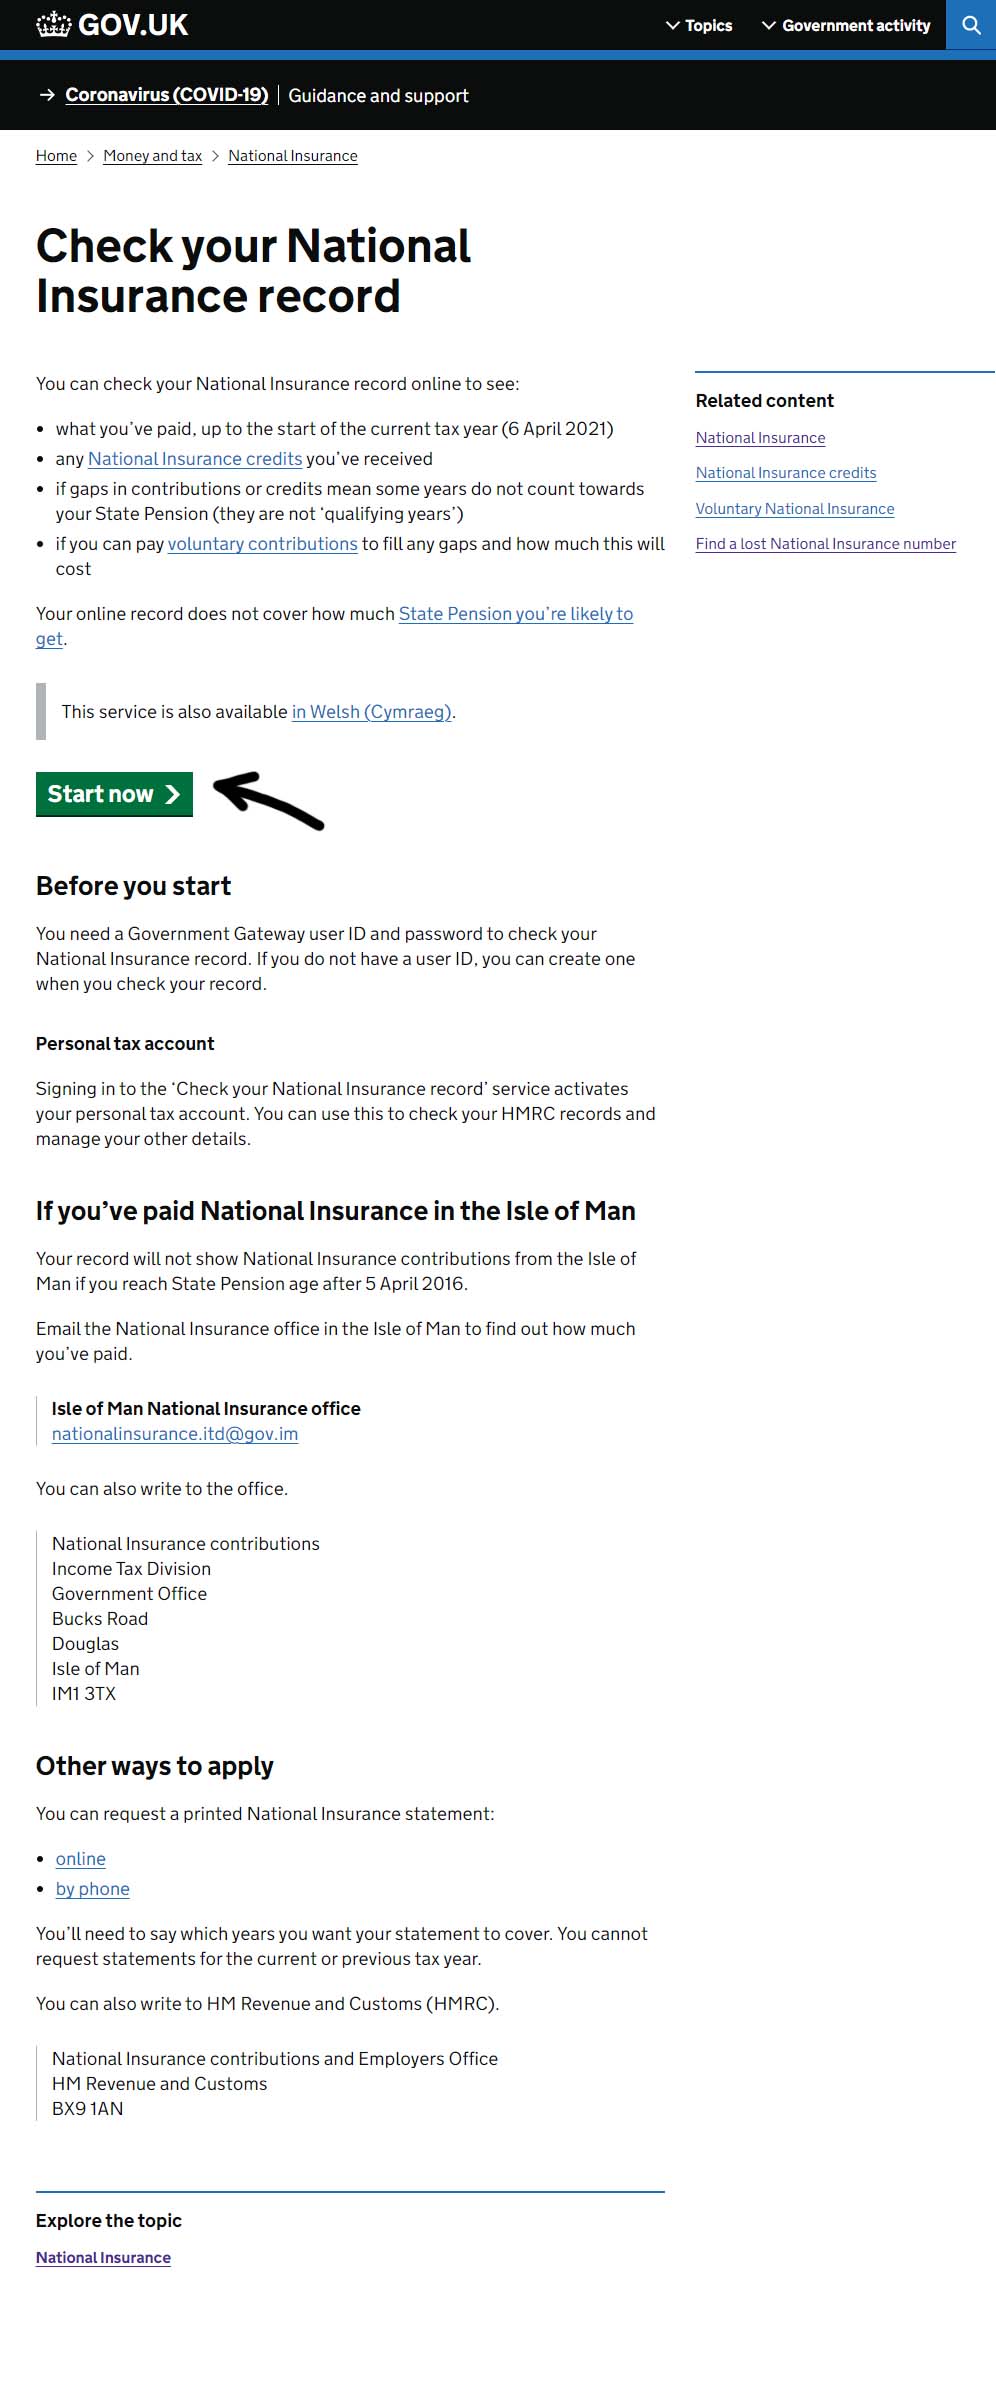 GOV.UK
Topics
Government activity
Coronavirus (COVID-19)
Guidance and support
Home
Money and tax
National Insurance
Check your National
Insurance record
You can check your National Insurance record online to see:
• what you’ve paid, up to the start of the current tax year (6 April 2021)
• any National Insurance credits you’ve received
• if gaps in contributions or credits mean some years do not count towards
your State Pension (they are not ‘qualifying years’)
• if you can pay voluntary contributions to fill any gaps and how much this will
cost
Your online record does not cover how much State Pension you’re likely to
get.
This service is also available in Welsh (Cymraeg).
Start now
Related content
National Insurance
National Insurance credits
Voluntary National Insurance
Find a lost National Insurance number
Before you start
You need a Government Gateway user ID and password to check your
National Insurance record. If you do not have a user ID, you can create one
when you check your record.
Personal tax account
Signing in to the ‘Check your National Insurance record’ service activates
your personal tax account. You can use this to check your HMRC records and
manage your other details.
If you’ve paid National Insurance in the Isle of Man
Your record will not show National Insurance contributions from the Isle of
Man if you reach State Pension age after 5 April 2016.
Email the National Insurance office in the Isle of Man to find out how much
you’ve paid.
Isle of Man National Insurance office
nationalinsurance.itd@gov.im
You can also write to the office.
National Insurance contributions
Income Tax Division
Government Office
Bucks Road
Douglas
Isle of Man
IM1 3TX
Other ways to apply
You can request a printed National Insurance statement:
• online
• by phone
You’ll need to say which years you want your statement to cover. You cannot
request statements for the current or previous tax year.
You can also write to HM Revenue and Customs (HMRC).
National Insurance contributions and Employers Office
HM Revenue and Customs
BX9 1AN
Explore the topic
National Insurance